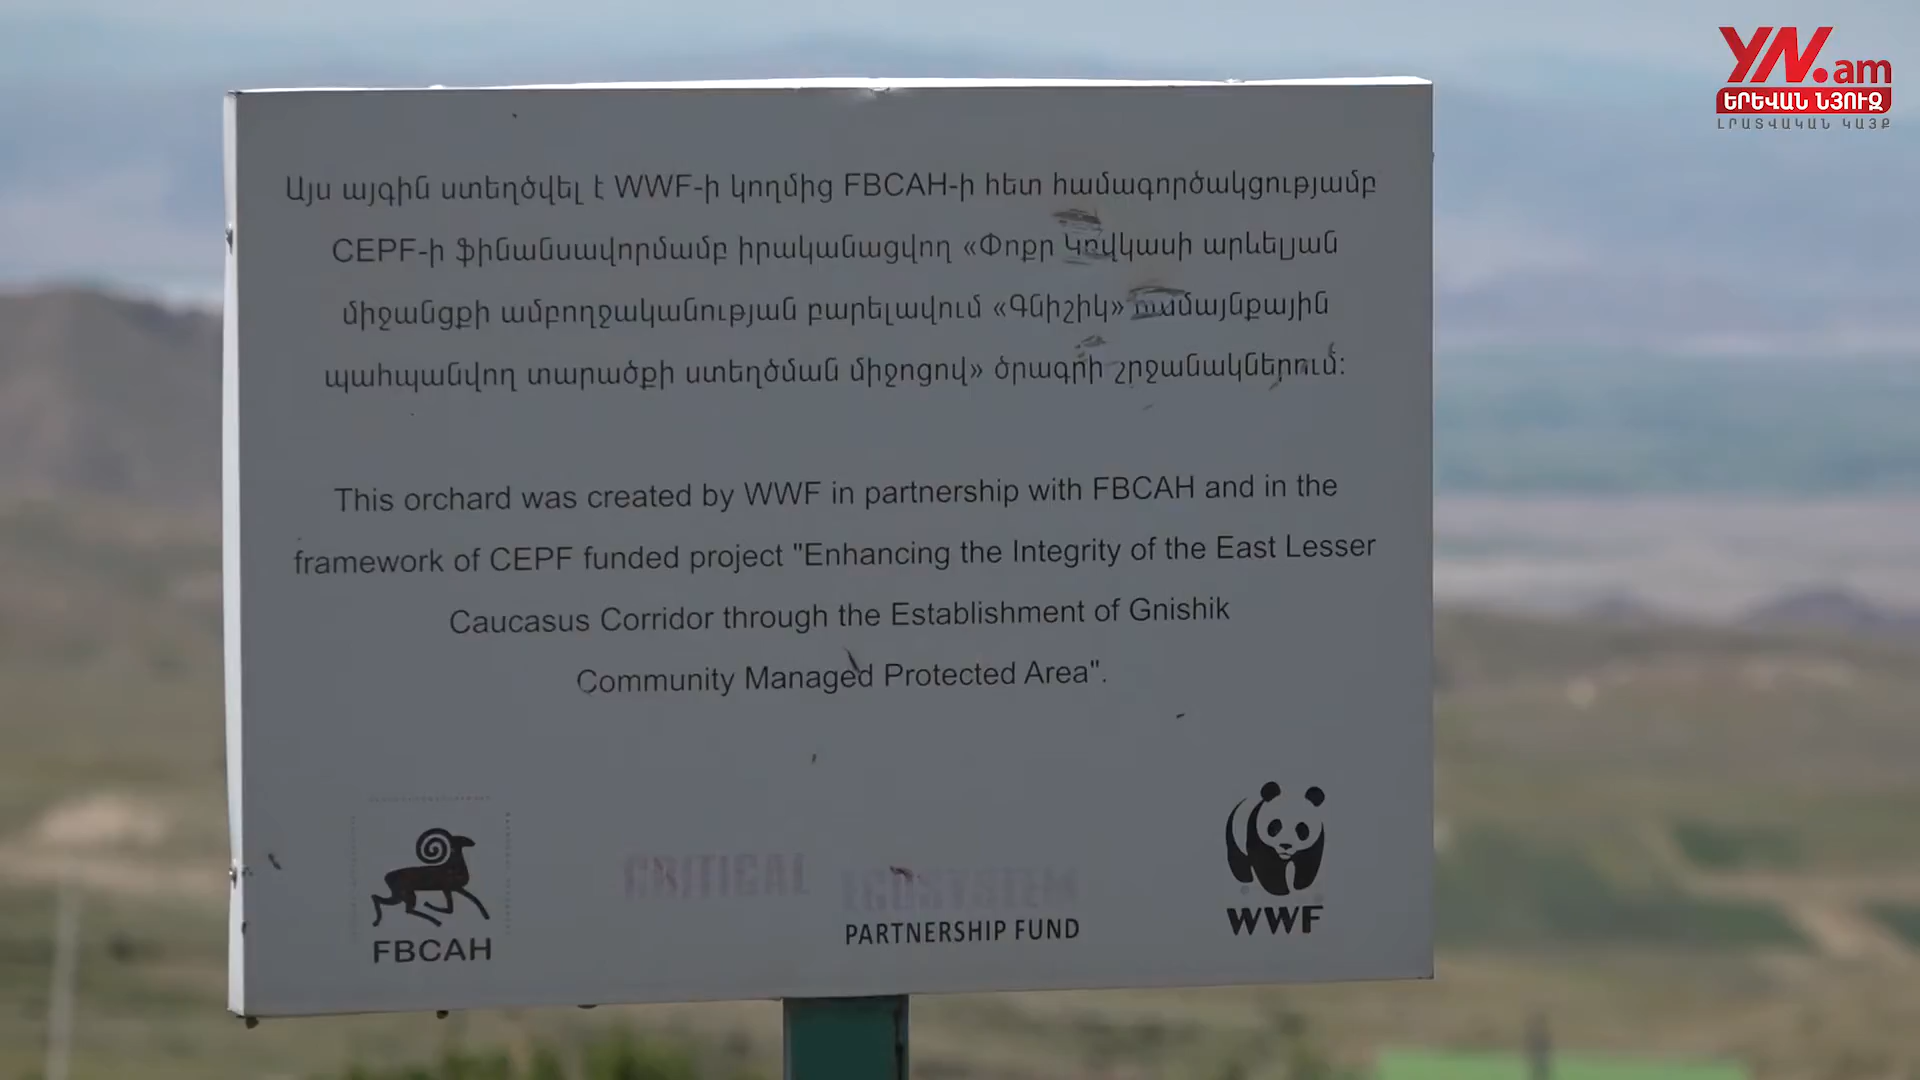 YN.am
ԵՐԵՎԱՆ ՆՅՈՒԶ
ԼՐԱՏՎԱԿԱՆ ԿԱՅՔ
Այս այգին ստեղծվել է WWF-ի կողմից FBCAH-ի հետ համագործակցությամբ
CEPF-ի ֆինանսավորմամբ իրականացվող «Փոքր Կովկասի արևելյան
միջանցքի ամբողջականության բարելավում «Գնիշիկ» համայնքային
պահպանվող տարածքի ստեղծման միջոցով» ծրագրի շրջանակներում:
This orchard was created by WWF in partnership with FBCAH and in the
framework of CEPF funded project "Enhancing the Integrity of the East Lesser
Caucasus Corridor through the Establishment of Gnishik
Community Managed Protected Area".
FBCAH
CRITICAL ECOSYSTEM
PARTNERSHIP FUND
WWF